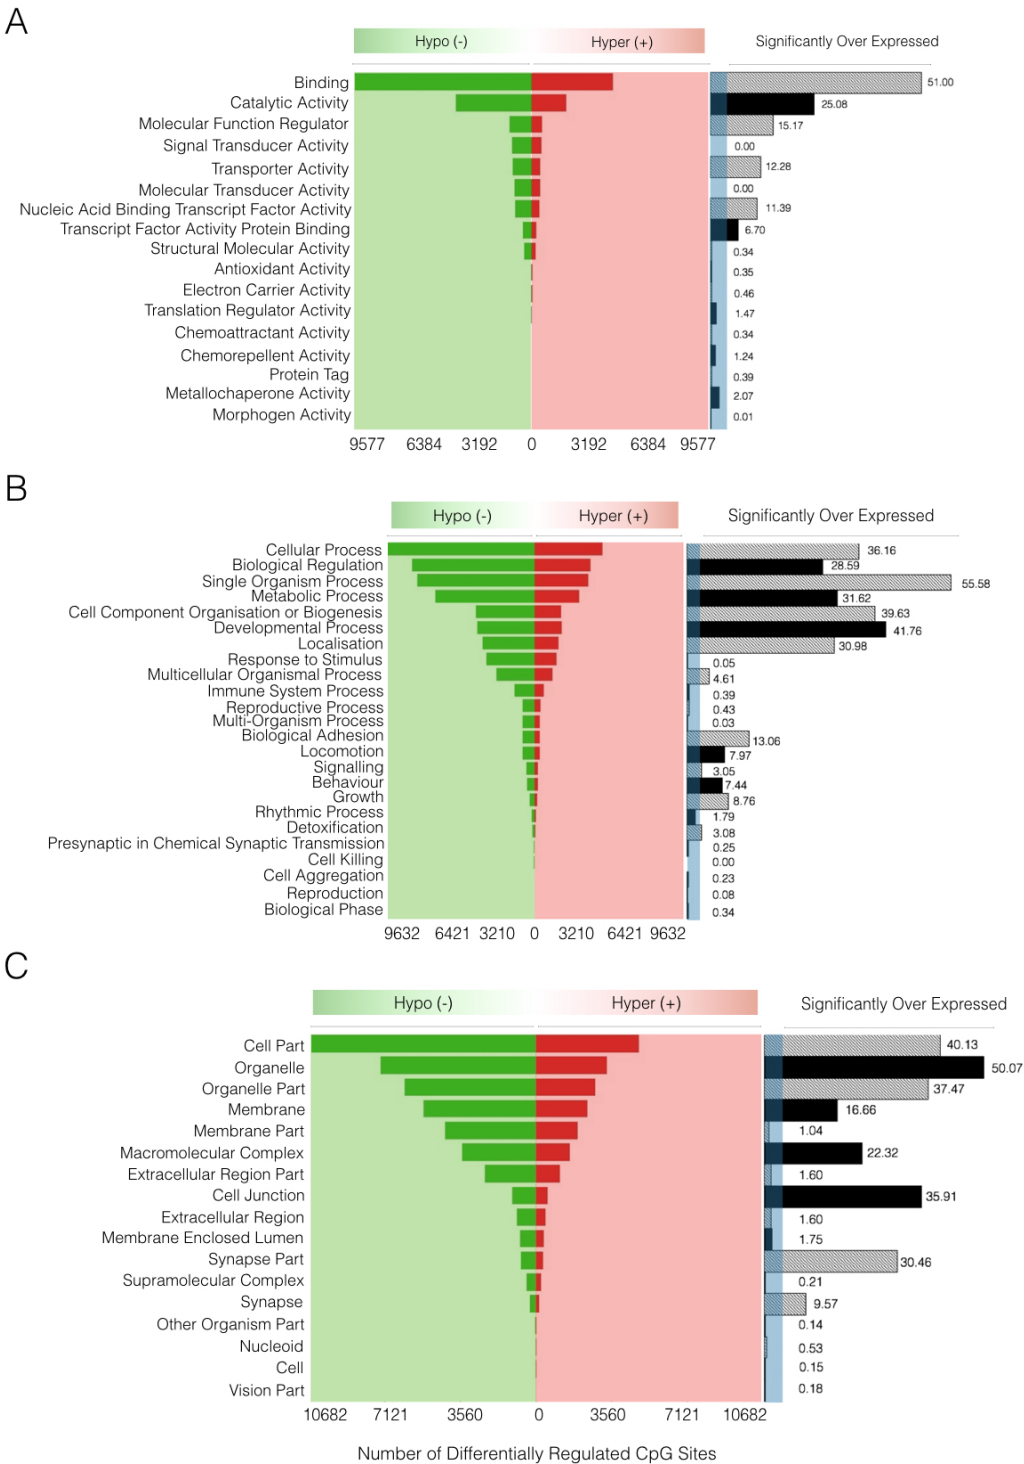 A
Hypo (-) Hyper (+) Significantly Over Expressed
Binding 51.00
Catalytic Activity 25.08
Molecular Function Regulator 15.17
Signal Transducer Activity 0.00
Transporter Activity 12.28
Molecular Transducer Activity 0.00
Nucleic Acid Binding Transcript Factor Activity 11.39
Transcript Factor Activity Protein Binding 6.70
Structural Molecular Activity 0.34
Antioxidant Activity 0.35
Electron Carrier Activity 0.46
Translation Regulator Activity 1.47
Chemoattractant Activity 0.34
Chemorepellent Activity 1.24
Protein Tag 0.39
Metallochaperone Activity 2.07
Morphogen Activity 0.01
9577 6384 3192 0 3192 6384 9577
B
Hypo (-) Hyper (+) Significantly Over Expressed
Cellular Process 36.16
Biological Regulation 28.59
Single Organism Process 55.58
Metabolic Process 31.62
Cell Component Organisation or Biogenesis 39.63
Developmental Process 41.76
Localisation 30.98
Response to Stimulus 0.05
Multicellular Organismal Process 4.61
Immune System Process 0.39
Reproductive Process 0.43
Multi-Organism Process 0.03
Biological Adhesion 13.06
Locomotion 7.97
Signalling 3.05
Behaviour 7.44
Growth 8.76
Rhythmic Process 1.79
Detoxification 3.08
Presynaptic in Chemical Synaptic Transmission 0.25
Cell Killing 0.00
Cell Aggregation 0.23
Reproduction 0.08
Biological Phase 0.34
9632 6421 3210 0 3210 6421 9632
C
Hypo (-) Hyper (+) Significantly Over Expressed
Cell Part 40.13
Organelle 50.07
Organelle Part 37.47
Membrane 16.66
Membrane Part 1.04
Macromolecular Complex 22.32
Extracellular Region Part 1.60
Cell Junction 35.91
Extracellular Region 1.60
Membrane Enclosed Lumen 1.75
Synapse Part 30.46
Supramolecular Complex 0.21
Synapse 9.57
Other Organism Part 0.14
Nucleoid 0.53
Cell 0.15
Vision Part 0.18
10682 7121 3560 0 3560 7121 10682
Number of Differentially Regulated CpG Sites